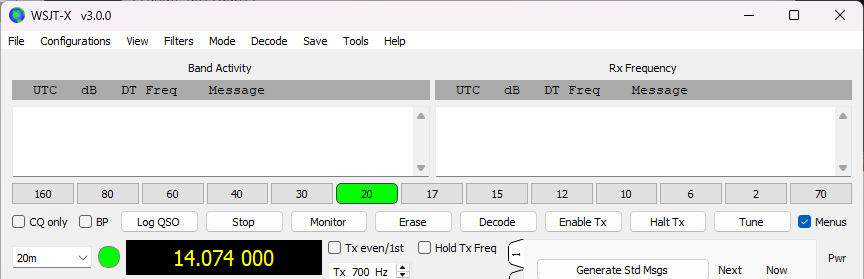 WSJT-X v3.0.0
File Configurations View Filters Mode Decode Save Tools Help
Band Activity Rx Frequency
UTC dB DT Freq Message UTC dB DT Freq Message
160 80 60 40 30 20 17 15 12 10 6 2 70
CQ only BP Log QSO Stop Monitor Erase Decode Enable Tx Halt Tx Tune Menus
20m 14.074 000 Tx even/1st Hold Tx Freq 1 Pwr
Tx 700 Hz Generate Std Msgs Next Now